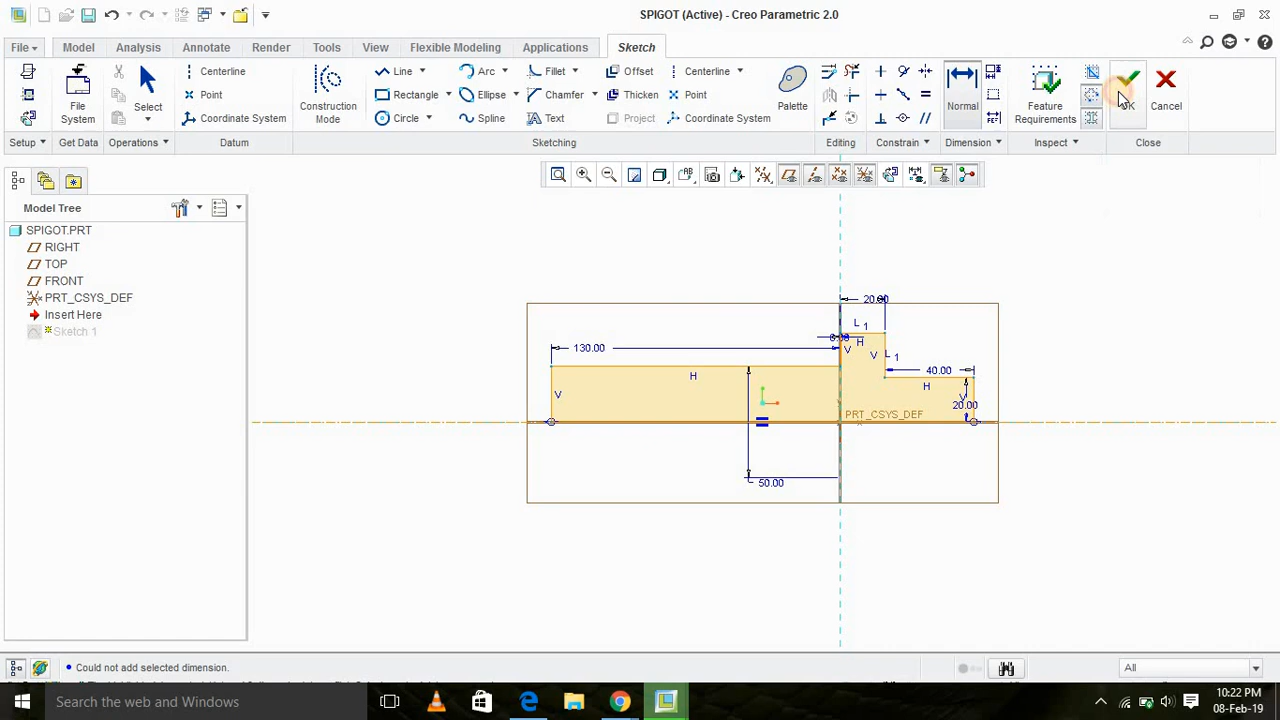 SPIGOT (Active) - Creo Parametric 2.0
File Model Analysis Annotate Render Tools View Flexible Modeling Applications Sketch
File System
Select
Centerline
Point
Coordinate System
Construction Mode
Line
Rectangle
Circle
Arc
Ellipse
Spline
Fillet
Chamfer
Text
Offset
Thicken
Project
Centerline
Point
Coordinate System
Palette
Normal
Feature Requirements
OK
Cancel
Setup Get Data Operations Datum Sketching Editing Constrain Dimension Inspect Close
Model Tree
SPIGOT.PRT
RIGHT
TOP
FRONT
PRT_CSYS_DEF
Insert Here
Sketch 1
20.00
L 1
130.00
H
V
V
H
V
L 1
40.00
H
V
20.00
PRT_CSYS_DEF
50.00
Could not add selected dimension.
All
Search the web and Windows
10:22 PM
08-Feb-19